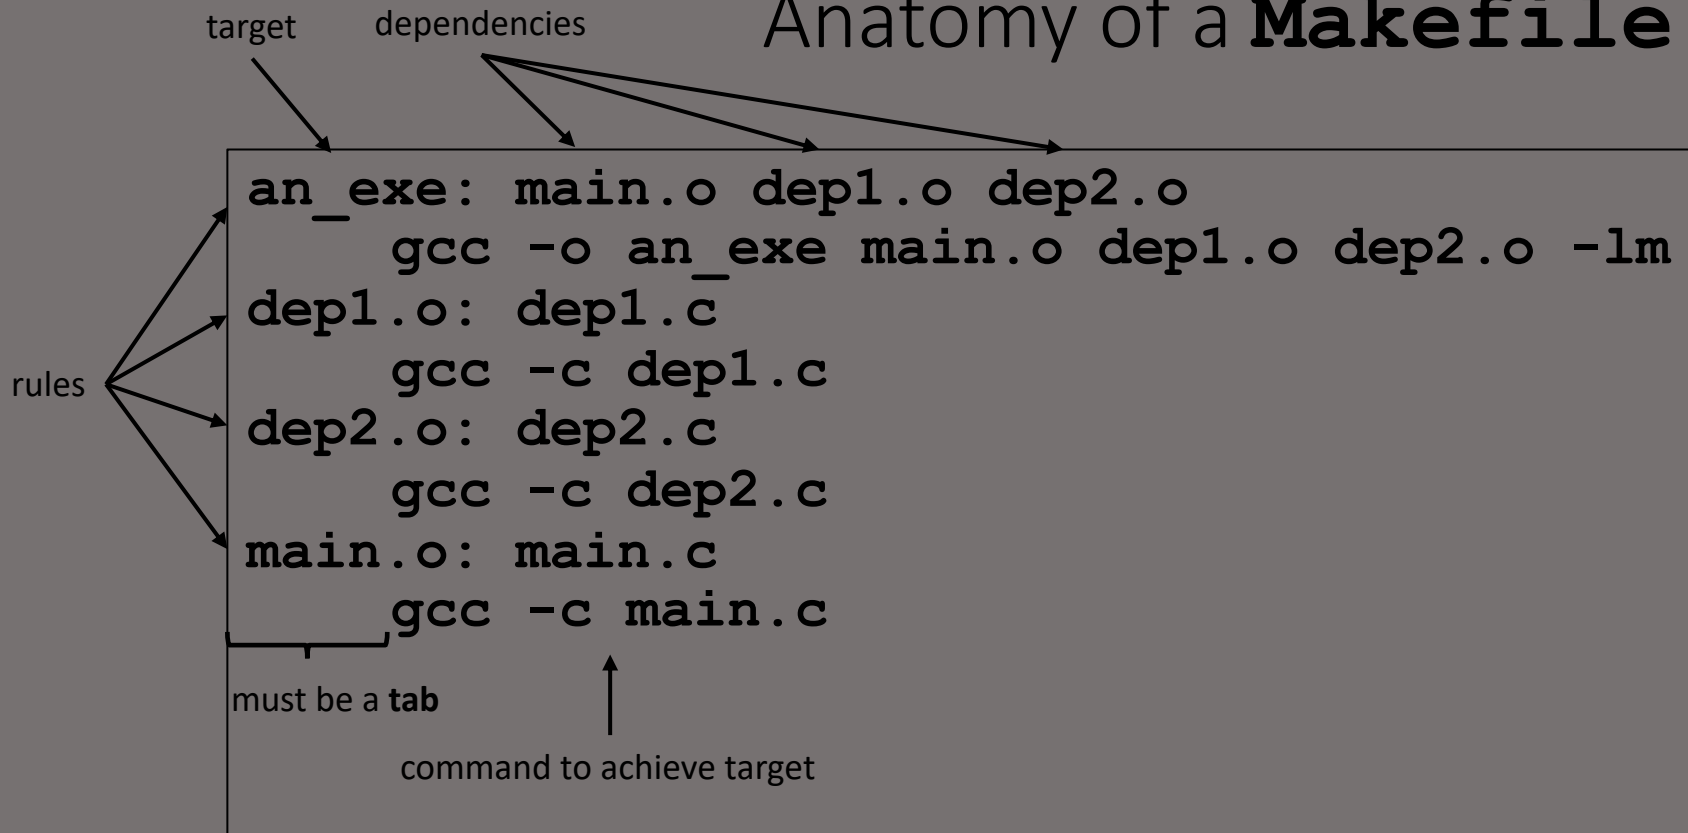 Anatomy of a Makefile
target
dependencies
an_exe: main.o dep1.o dep2.o
gcc -o an_exe main.o dep1.o dep2.o -lm
dep1.o: dep1.c
gcc -c dep1.c
rules
dep2.o: dep2.c
gcc -c dep2.c
main.o: main.c
gcc -c main.c
must be a tab
command to achieve target